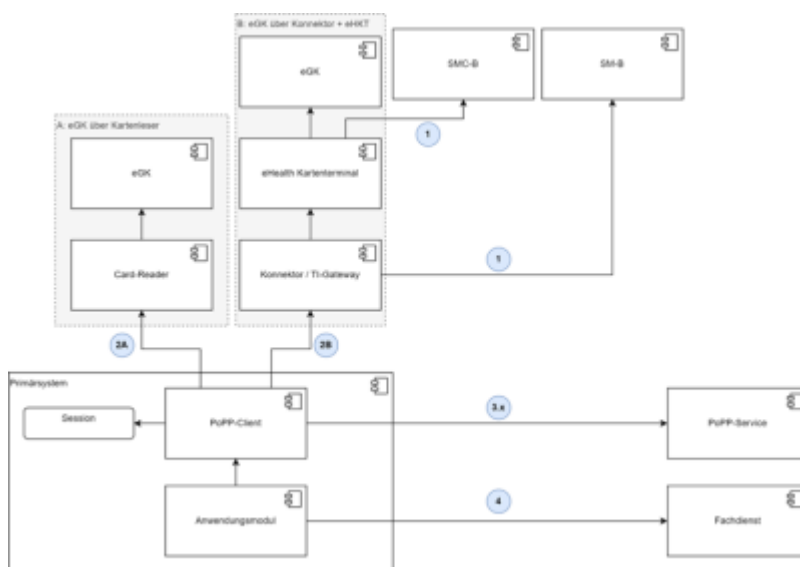 B: eGK über Konnektor + eHKT
eGK
SMC-B
SM-B
1
A: eGK über Kartenleser
eGK
eHealth Kartenterminal
Card-Reader
Konnektor / TI-Gateway
1
2A
2B
Primärsystem
Session
PoPP-Client
3.x
PoPP-Service
Anwendungsmodul
4
Fachdienst